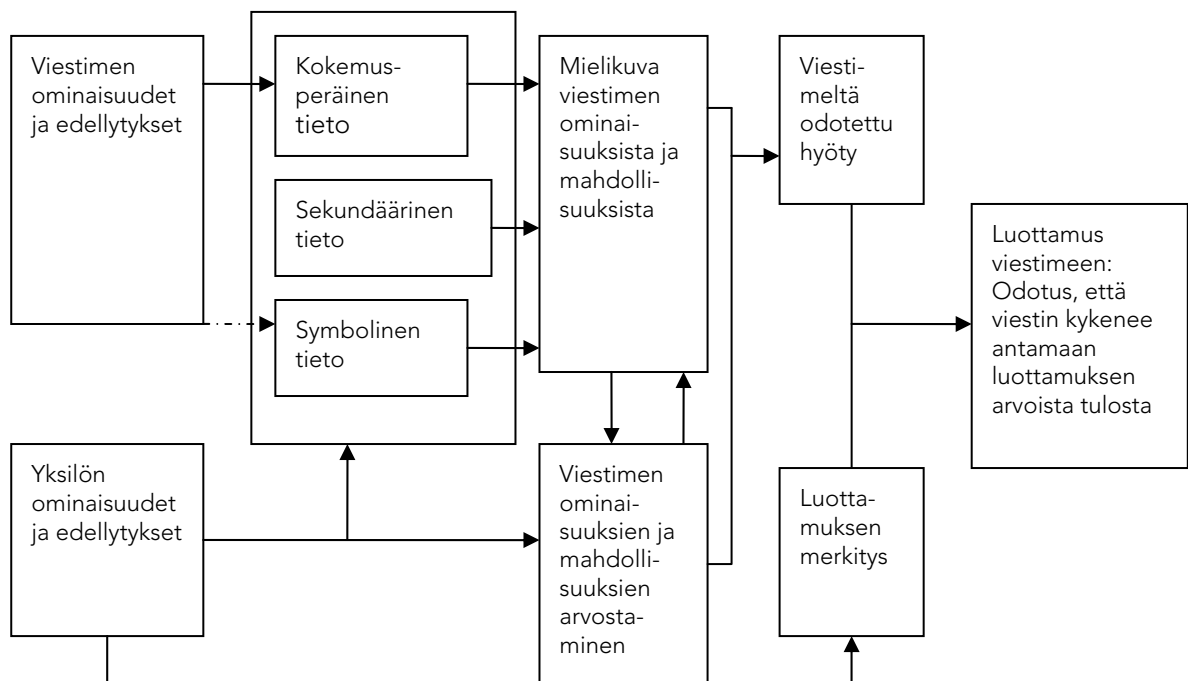 Viestimen
ominaisuudet
ja edellytykset
Kokemus-
peräinen
tieto
Sekundäärinen
tieto
Symbolinen
tieto
Mielikuva
viestimen
ominai-
suuksista ja
mahdolli-
suuksista
Viesti-
meltä
odotettu
hyöty
Luottamus
viestimeen:
Odotus, että
viestin kykenee
antamaan
luottamuksen
arvoista tulosta
Yksilön
ominaisuudet
ja edellytykset
Viestimen
ominai-
suuksien ja
mahdolli-
suuksien
arvosta-
minen
Luotta-
muksen
merkitys